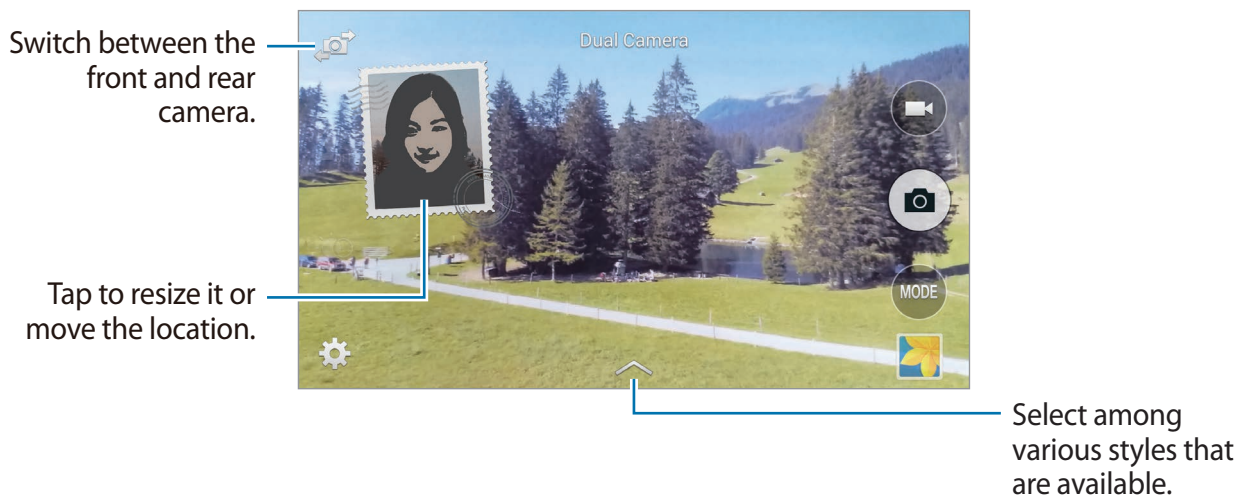 Switch between the
front and rear
camera.
Dual Camera
Tap to resize it or
move the location.
MODE
Select among
various styles that
are available.